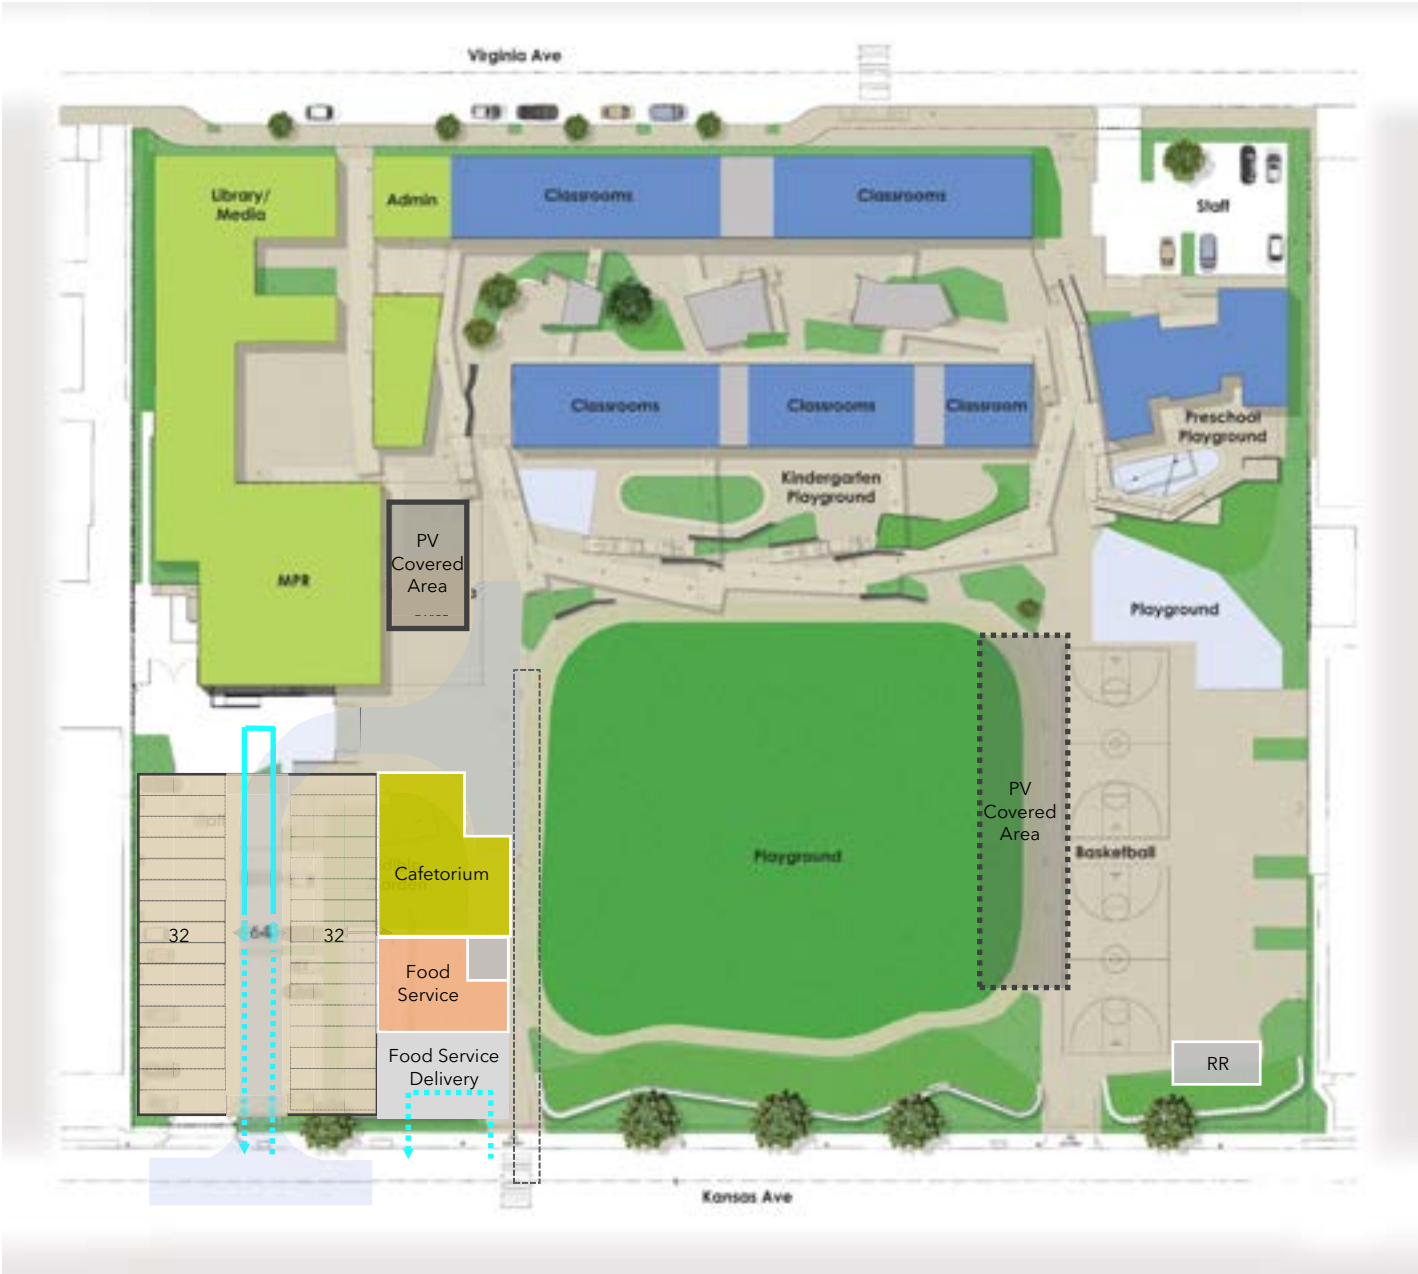 Virginia Ave
Library/
Media
Admin
Classrooms
Classrooms
Staff
Classrooms
Classrooms
Classroom
Preschool
Playground
Kindergarten
Playground
PV
Covered
Area
MPR
Playground
PV
Covered
Area
Playground
Basketball
Cafetorium
32
64
32
Food
Service
Food Service
Delivery
RR
Kansas Ave